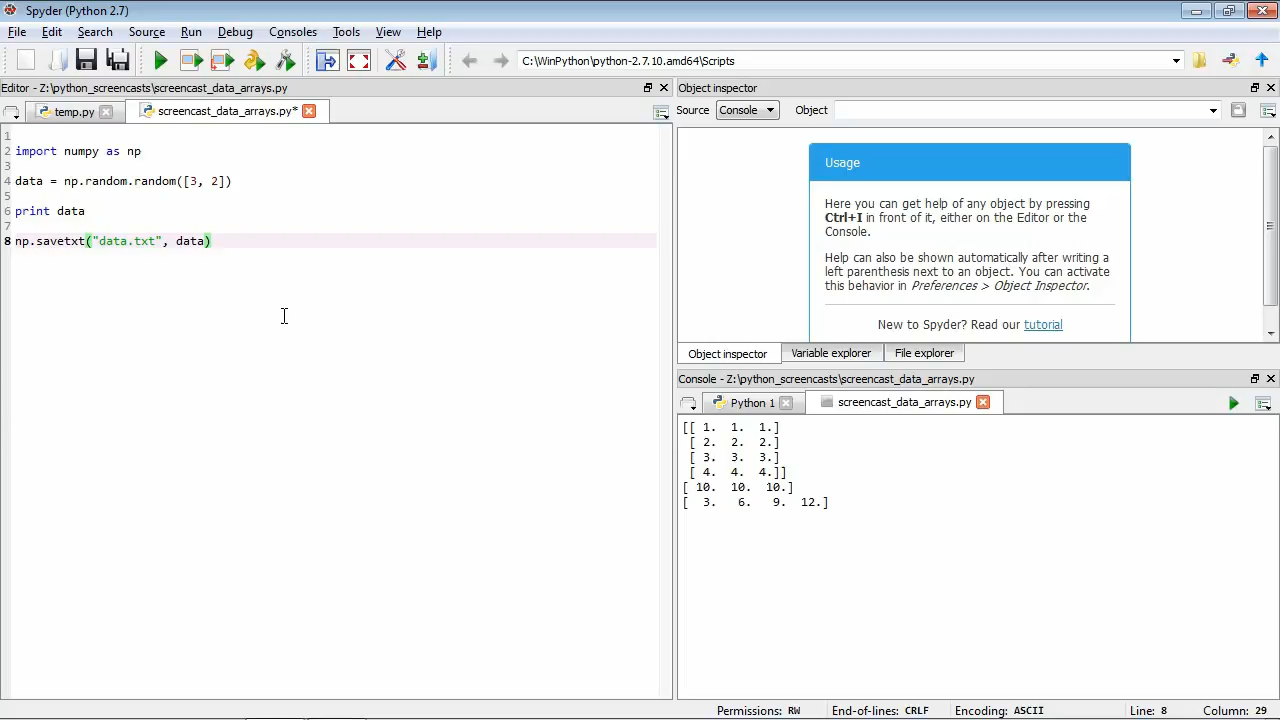 Spyder (Python 2.7)
File Edit Search Source Run Debug Consoles Tools View Help
C:\WinPython\python-2.7.10.amd64\Scripts
Editor - Z:\python_screencasts\screencast_data_arrays.py
temp.py screencast_data_arrays.py*
1
2 import numpy as np
3
4 data = np.random.random([3, 2])
5
6 print data
7
8 np.savetxt("data.txt", data)
Object inspector
Source Console Object
Usage
Here you can get help of any object by pressing
Ctrl+I in front of it, either on the Editor or the
Console.
Help can also be shown automatically after writing a
left parenthesis next to an object. You can activate
this behavior in Preferences > Object Inspector.
New to Spyder? Read our tutorial
Object inspector Variable explorer File explorer
Console - Z:\python_screencasts\screencast_data_arrays.py
Python 1 screencast_data_arrays.py
[[ 1. 1. 1.]
[ 2. 2. 2.]
[ 3. 3. 3.]
[ 4. 4. 4.]]
[ 10. 10. 10.]
[ 3. 6. 9. 12.]
Permissions: RW End-of-lines: CRLF Encoding: ASCII Line: 8 Column: 29